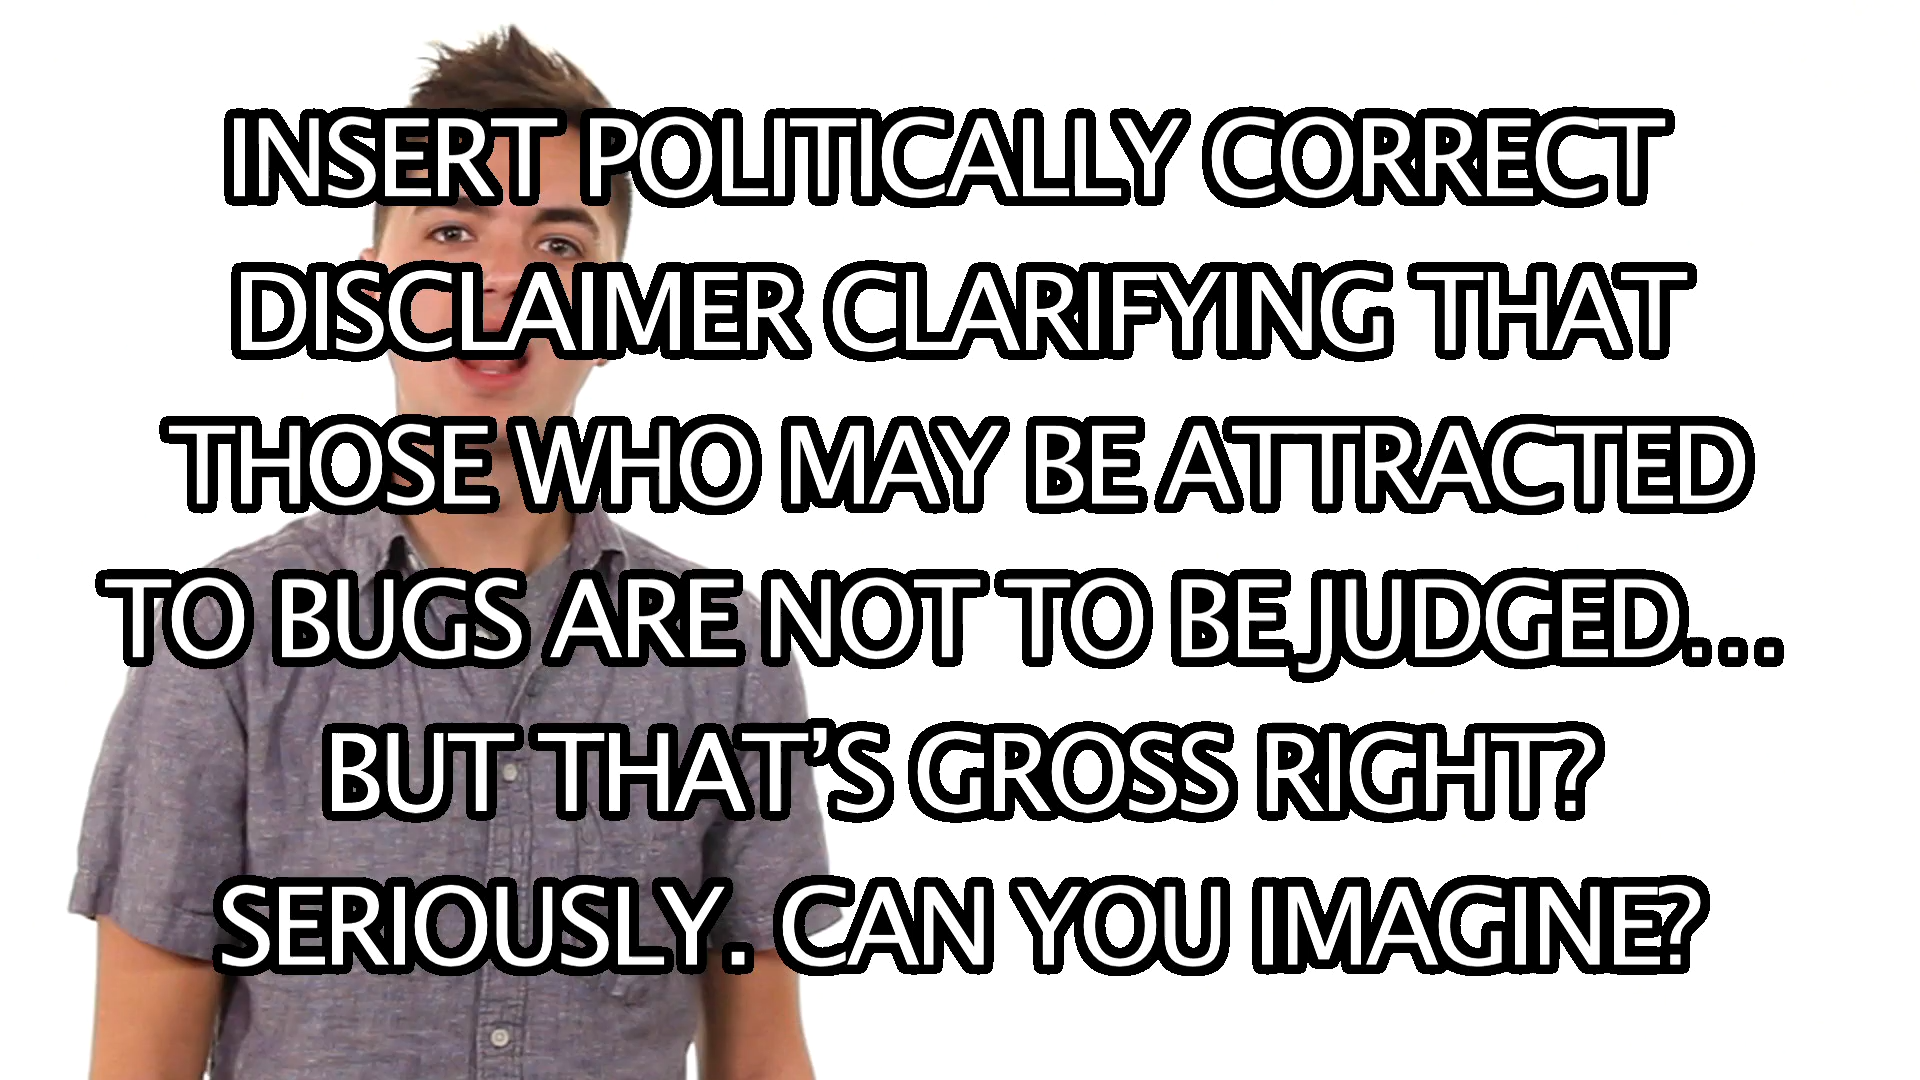 INSERT POLITICALLY CORRECT
DISCLAIMER CLARIFYING THAT
THOSE WHO MAY BE ATTRACTED
TO BUGS ARE NOT TO BE JUDGED...
BUT THAT'S GROSS RIGHT?
SERIOUSLY. CAN YOU IMAGINE?